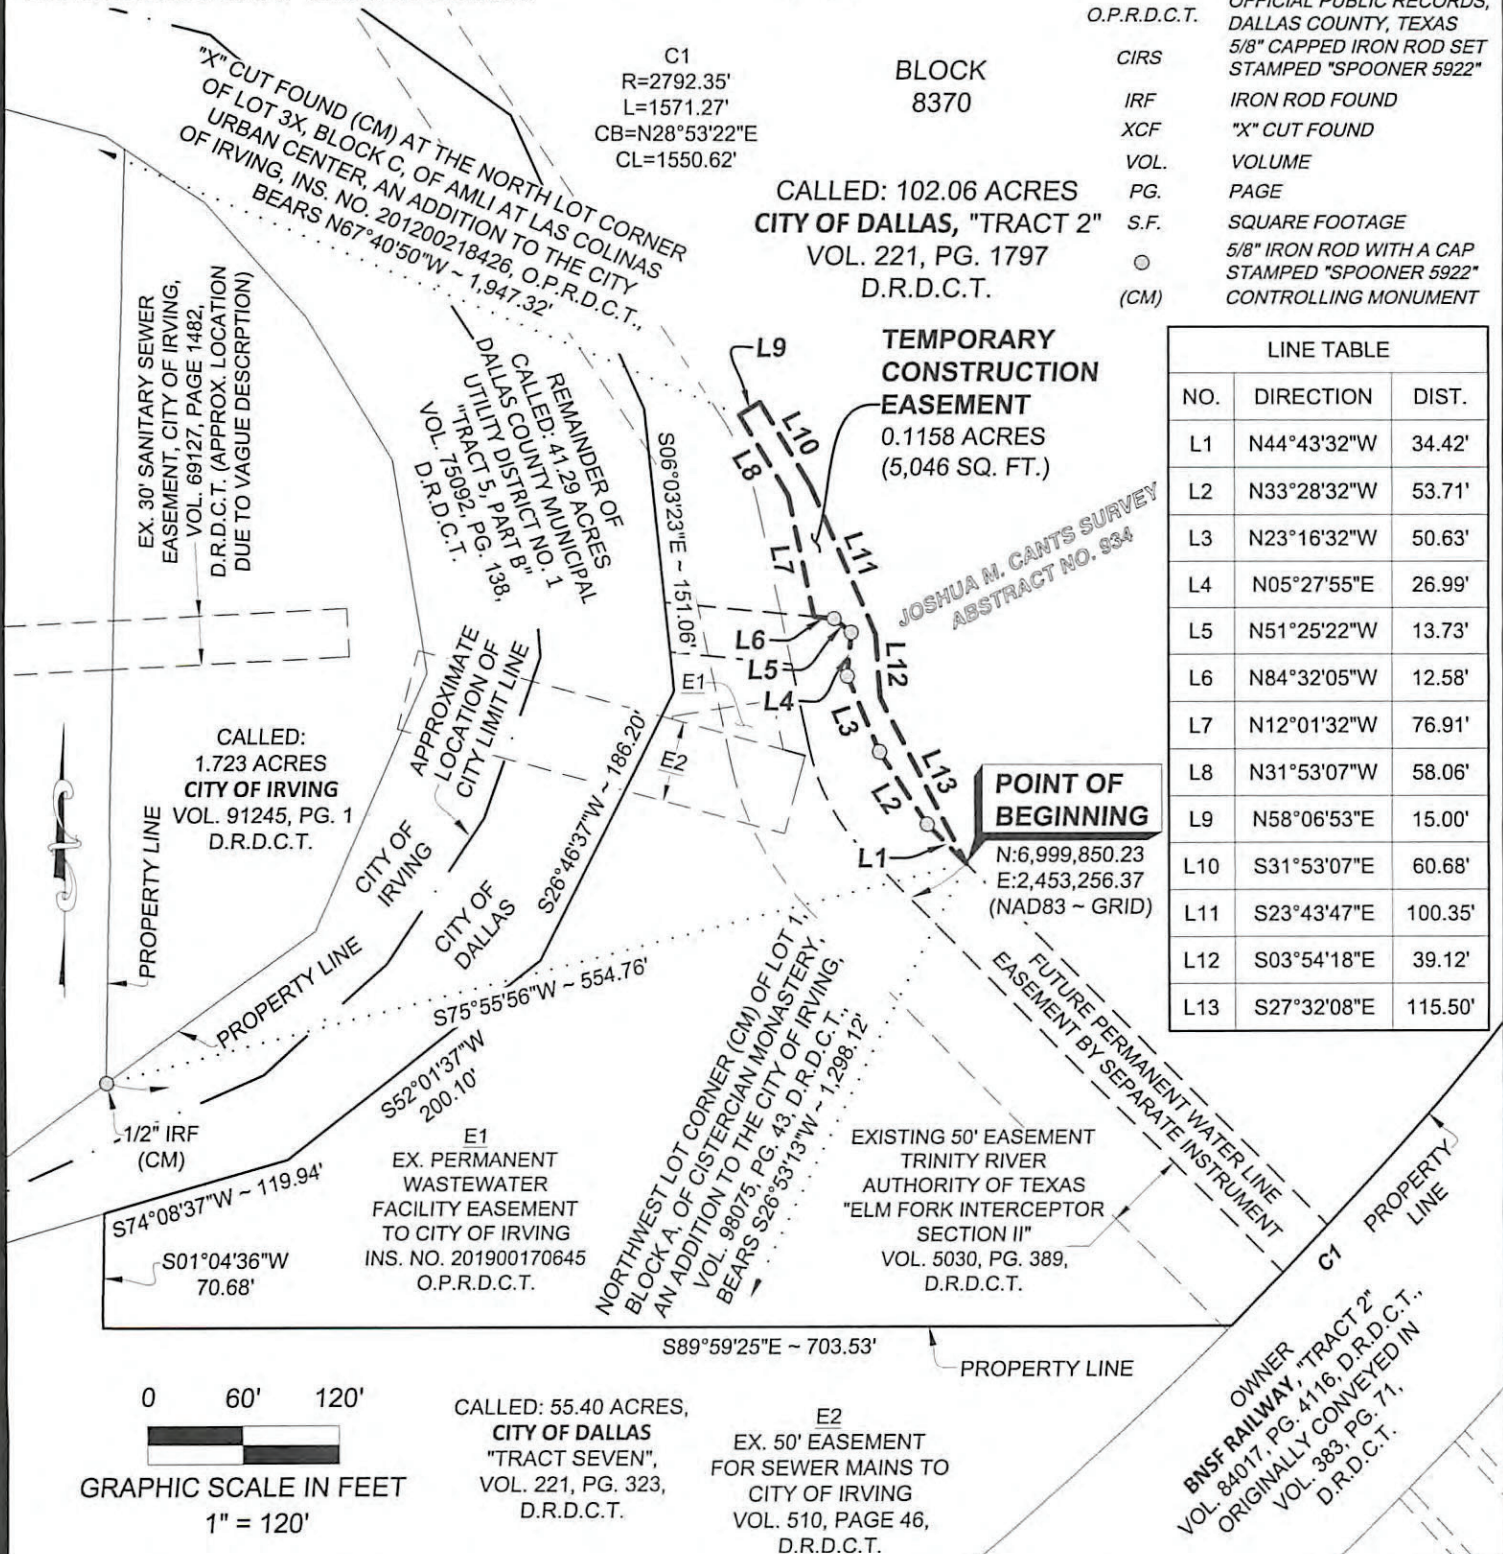 O.P.R.D.C.T. OFFICIAL PUBLIC RECORDS,
DALLAS COUNTY, TEXAS
CIRS 5/8" CAPPED IRON ROD SET
STAMPED "SPOONER 5922"
IRF IRON ROD FOUND
XCF "X" CUT FOUND
VOL. VOLUME
PG. PAGE
S.F. SQUARE FOOTAGE
5/8" IRON ROD WITH A CAP
STAMPED "SPOONER 5922"
(CM) CONTROLLING MONUMENT
C1
R=2792.35'
L=1571.27'
CB=N28°53'22"E
CL=1550.62'
BLOCK
8370
"X" CUT FOUND (CM) AT THE NORTH LOT CORNER
OF LOT 3X, BLOCK C, OF AMLI AT LAS COLINAS
URBAN CENTER, AN ADDITION TO THE CITY
OF IRVING, INS. NO. 201200218426, O.P.R.D.C.T.,
BEARS N67°40'50"W ~ 1,947.32'
CALLED: 102.06 ACRES
CITY OF DALLAS, "TRACT 2"
VOL. 221, PG. 1797
D.R.D.C.T.
EX. 30' SANITARY SEWER
EASEMENT, CITY OF IRVING,
VOL. 69127, PAGE 1482,
D.R.D.C.T. (APPROX. LOCATION
DUE TO VAGUE DESCRPTION)
REMAINDER OF
CALLED: 41.29 ACRES
DALLAS COUNTY MUNICIPAL
UTILITY DISTRICT NO. 1
"TRACT 5, PART B"
VOL. 75092, PG. 138,
D.R.D.C.T.
S06°03'23"E ~ 151.06'
TEMPORARY
CONSTRUCTION
EASEMENT
0.1158 ACRES
(5,046 SQ. FT.)
JOSHUA M. CANTS SURVEY
ABSTRACT NO. 934
L9
L10
L8
L11
L7
L6
L5
L4
L12
L3
L13
L2
L1
E1
E2
LINE TABLE
NO. DIRECTION DIST.
L1 N44°43'32"W 34.42'
L2 N33°28'32"W 53.71'
L3 N23°16'32"W 50.63'
L4 N05°27'55"E 26.99'
L5 N51°25'22"W 13.73'
L6 N84°32'05"W 12.58'
L7 N12°01'32"W 76.91'
L8 N31°53'07"W 58.06'
L9 N58°06'53"E 15.00'
L10 S31°53'07"E 60.68'
L11 S23°43'47"E 100.35'
L12 S03°54'18"E 39.12'
L13 S27°32'08"E 115.50'
CALLED:
1.723 ACRES
CITY OF IRVING
VOL. 91245, PG. 1
D.R.D.C.T.
APPROXIMATE
LOCATION OF
CITY LIMIT LINE
PROPERTY LINE
CITY OF
IRVING
CITY OF
DALLAS
S26°46'37"W ~ 186.20'
POINT OF
BEGINNING
N:6,999,850.23
E:2,453,256.37
(NAD83 ~ GRID)
PROPERTY LINE
S75°55'56"W ~ 554.76'
S52°01'37"W
200.10'
1/2" IRF
(CM)
S74°08'37"W ~ 119.94'
S01°04'36"W
70.68'
E1
EX. PERMANENT
WASTEWATER
FACILITY EASEMENT
TO CITY OF IRVING
INS. NO. 201900170645
O.P.R.D.C.T.
NORTHWEST LOT CORNER (CM) OF LOT 1,
BLOCK A, OF CISTERCIAN MONASTERY,
AN ADDITION TO THE CITY OF IRVING,
VOL. 98075, PG. 43, D.R.D.C.T.,
BEARS S26°53'13"W ~ 1,298.12'
FUTURE PERMANENT WATER LINE
EASEMENT BY SEPARATE INSTRUMENT
EXISTING 50' EASEMENT
TRINITY RIVER
AUTHORITY OF TEXAS
"ELM FORK INTERCEPTOR
SECTION II"
VOL. 5030, PG. 389,
D.R.D.C.T.
PROPERTY
LINE
C1
S89°59'25"E ~ 703.53'
PROPERTY LINE
OWNER
BNSF RAILWAY, "TRACT 2"
VOL. 84017, PG. 4116, D.R.D.C.T.,
ORIGINALLY CONVEYED IN
VOL. 383, PG. 71,
D.R.D.C.T.
0 60' 120'
GRAPHIC SCALE IN FEET
1" = 120'
CALLED: 55.40 ACRES,
CITY OF DALLAS
"TRACT SEVEN",
VOL. 221, PG. 323,
D.R.D.C.T.
E2
EX. 50' EASEMENT
FOR SEWER MAINS TO
CITY OF IRVING
VOL. 510, PAGE 46,
D.R.D.C.T.